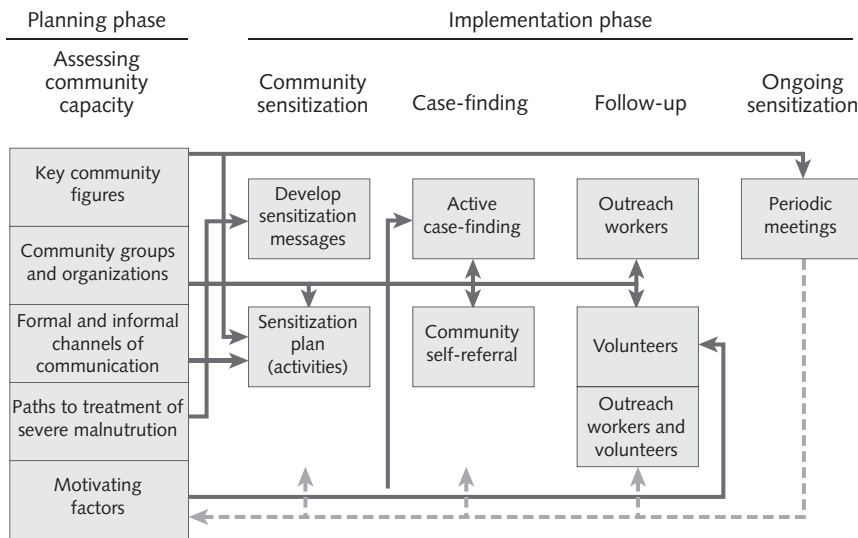 Planning phase
Implementation phase
Assessing
community
capacity
Community
sensitization
Case-finding
Follow-up
Ongoing
sensitization
Key community
figures
Community groups
and organizations
Formal and informal
channels of
communication
Paths to treatment of
severe malnutrution
Motivating
factors
Develop
sensitization
messages
Sensitization
plan
(activities)
Active
case-finding
Community
self-referral
Outreach
workers
Volunteers
Outreach
workers and
volunteers
Periodic
meetings